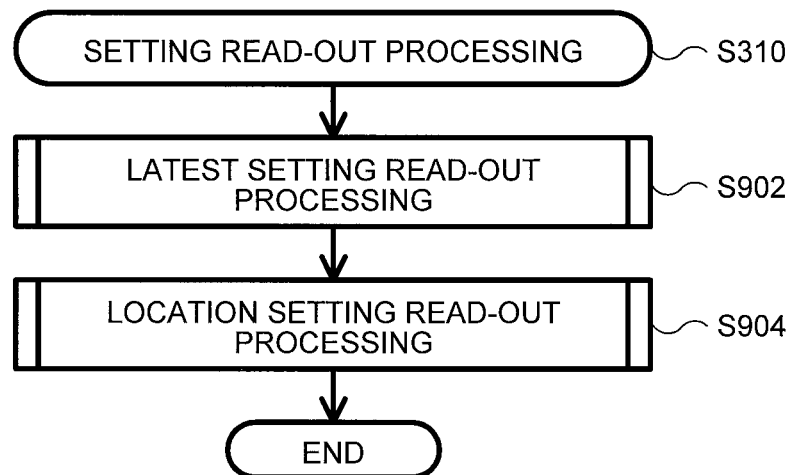 SETTING READ-OUT PROCESSING
S310
LATEST SETTING READ-OUT
PROCESSING
S902
LOCATION SETTING READ-OUT
PROCESSING
S904
END